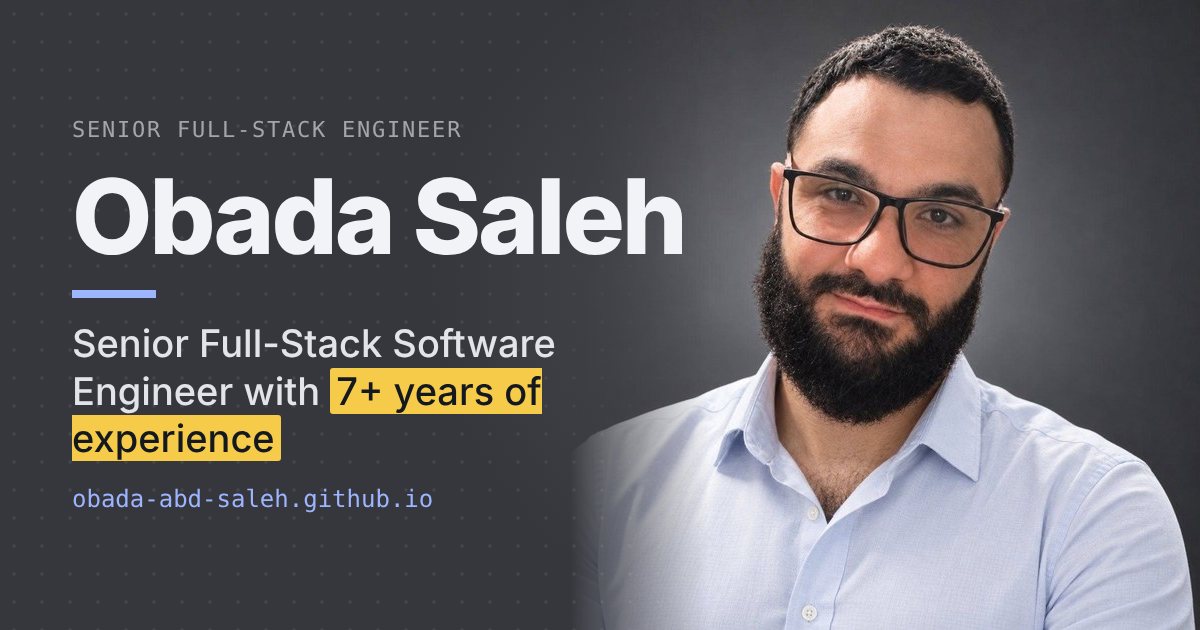 SENIOR FULL-STACK ENGINEER
Obada Saleh
Senior Full-Stack Software
Engineer with 7+ years of
experience
obada-abd-saleh.github.io